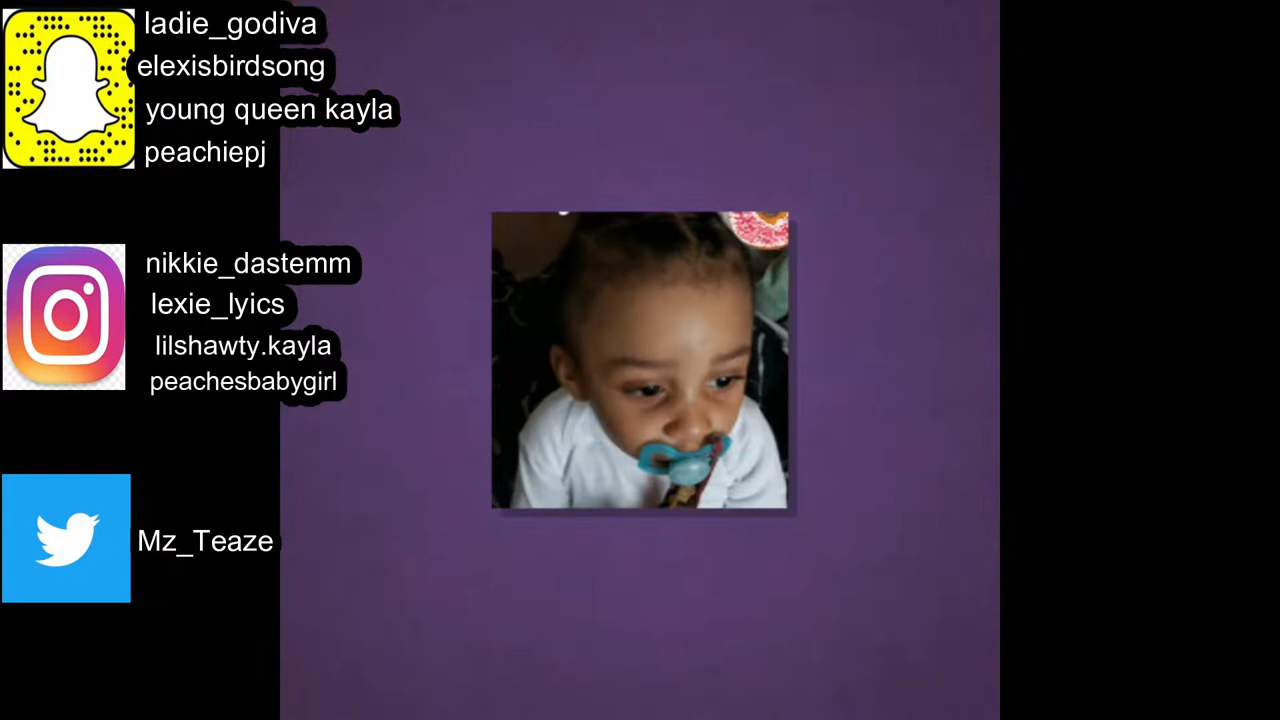 ladie_godiva
elexisbirdsong
young queen kayla
peachiepj
nikkie_dastemm
lexie_lyics
lilshawty.kayla
peachesbabygirl
Mz_Teaze